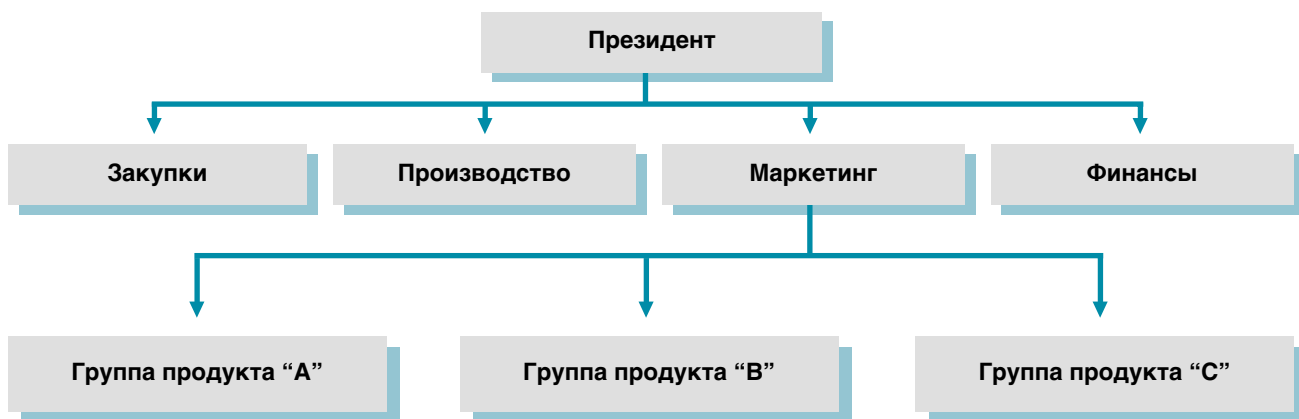 Президент
Закупки
Производство
Маркетинг
Финансы
Группа продукта “А”
Группа продукта “В”
Группа продукта “С”